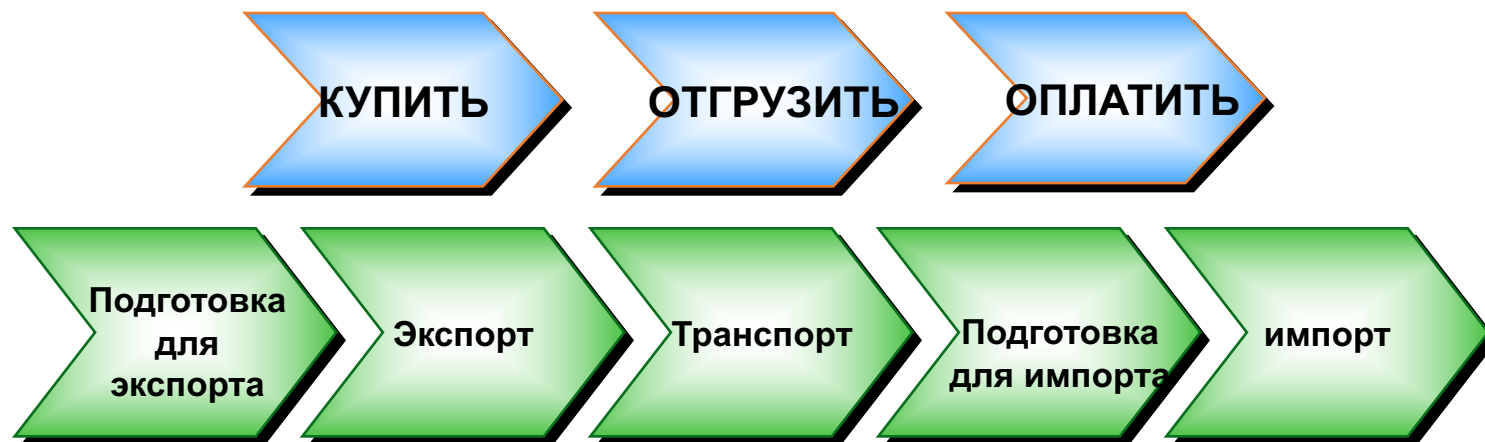 КУПИТЬ
ОТГРУЗИТЬ
ОПЛАТИТЬ
Подготовка
для
экспорта
Экспорт
Транспорт
Подготовка
для импорта
импорт